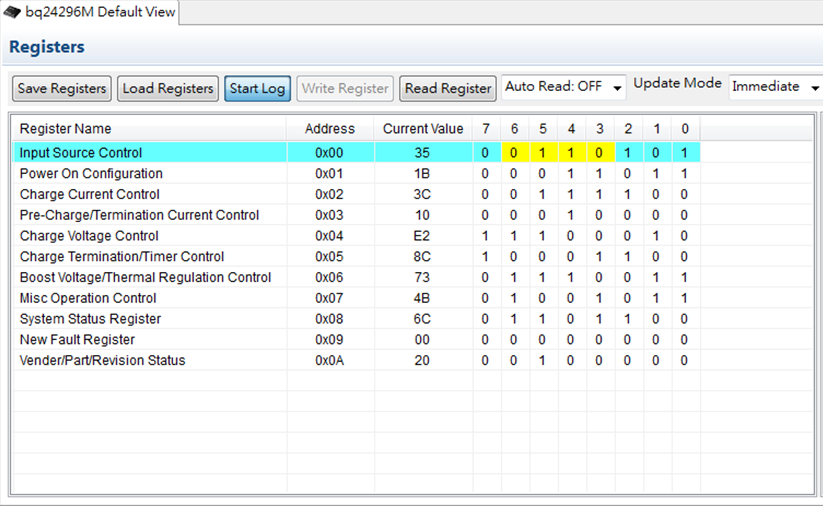 bq24296M Default View
Registers
Save Registers Load Registers Start Log Write Register Read Register Auto Read: OFF Update Mode Immediate
Register Name Address Current Value 7 6 5 4 3 2 1 0
Input Source Control 0x00 35 0 0 1 1 0 1 0 1
Power On Configuration 0x01 1B 0 0 0 1 1 0 1 1
Charge Current Control 0x02 3C 0 0 1 1 1 1 0 0
Pre-Charge/Termination Current Control 0x03 10 0 0 0 1 0 0 0 0
Charge Voltage Control 0x04 E2 1 1 1 0 0 0 1 0
Charge Termination/Timer Control 0x05 8C 1 0 0 0 1 1 0 0
Boost Voltage/Thermal Regulation Control 0x06 73 0 1 1 1 0 0 1 1
Misc Operation Control 0x07 4B 0 1 0 0 1 0 1 1
System Status Register 0x08 6C 0 1 1 0 1 1 0 0
New Fault Register 0x09 00 0 0 0 0 0 0 0 0
Vender/Part/Revision Status 0x0A 20 0 0 1 0 0 0 0 0